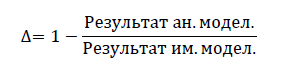 Δ= 1 − Результат ан. модел.
Результат им. модел.